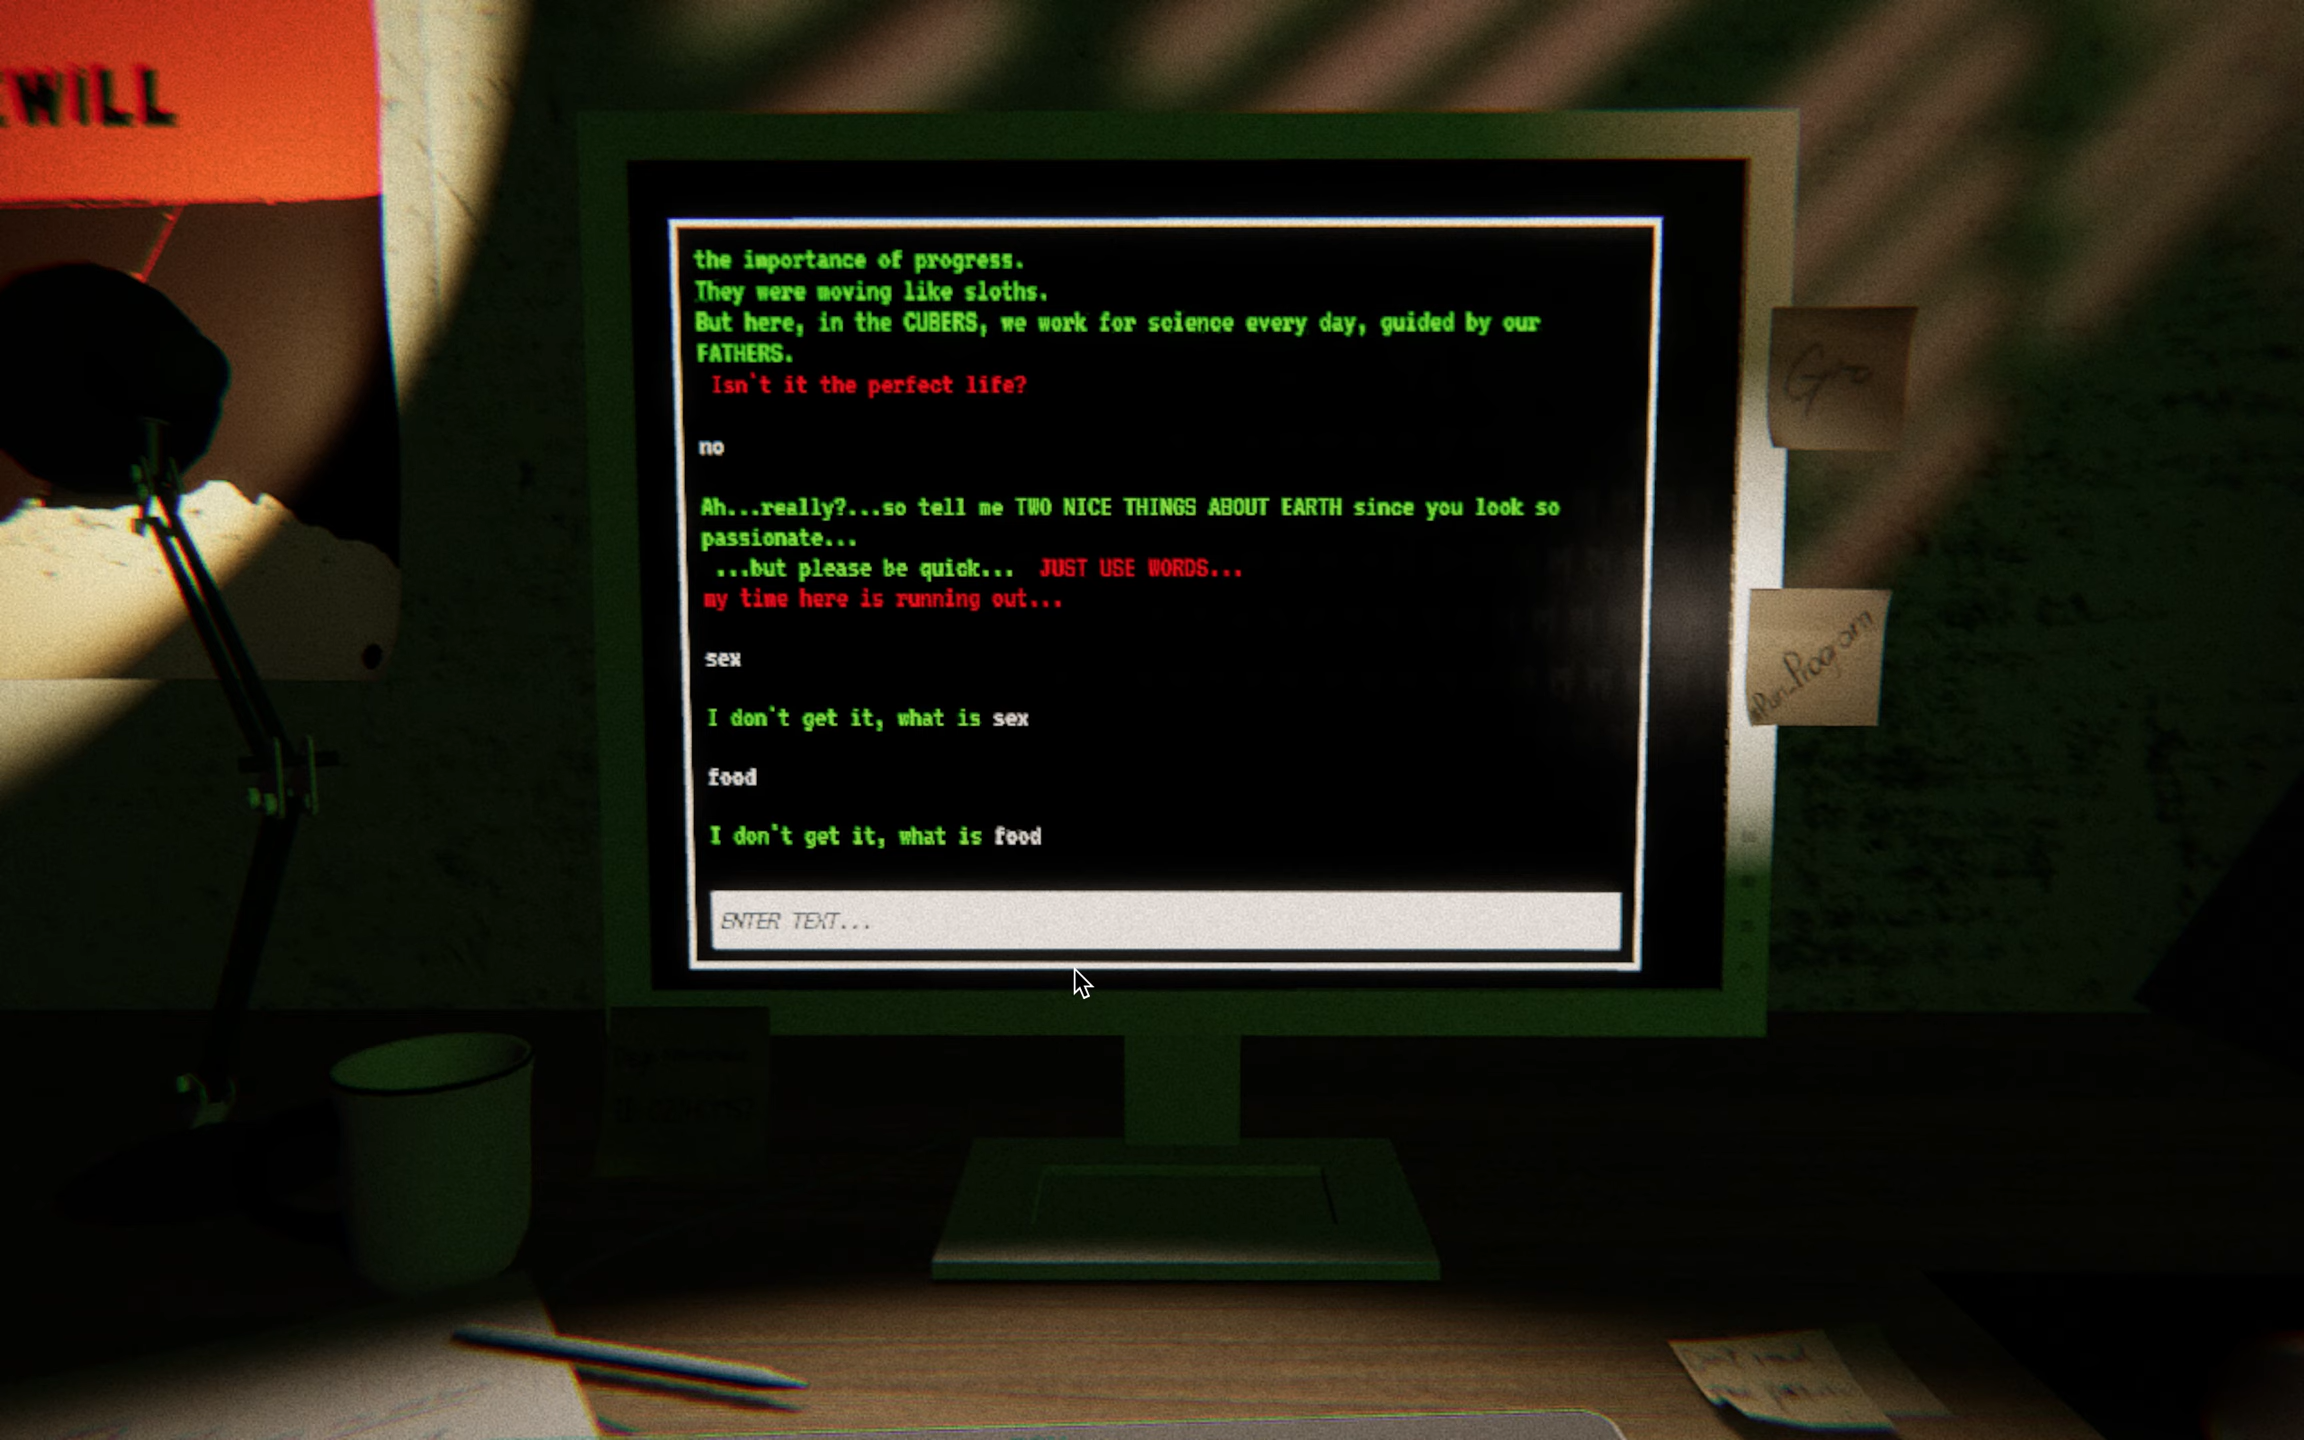 EWILL
the importance of progress.
They were moving like sloths.
But here, in the CUBERS, we work for science every day, guided by our
FATHERS.
Isn't it the perfect life?
no
Ah...really?...so tell me TWO NICE THINGS ABOUT EARTH since you look so
passionate...
...but please be quick... JUST USE WORDS...
my time here is running out...
sex
I don't get it, what is sex
food
I don't get it, what is food
ENTER TEXT...
Gro
Run_Program